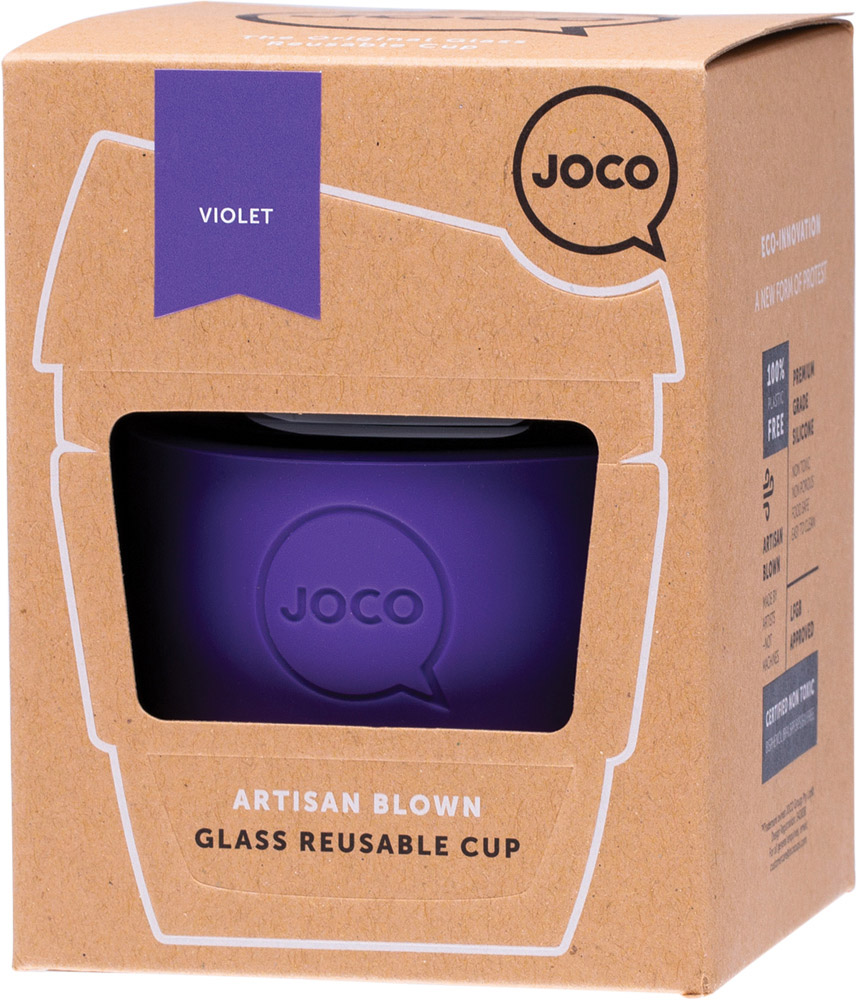 The Original Glass
Reusable Cup
VIOLET
JOCO
JOCO
ARTISAN BLOWN
GLASS REUSABLE CUP
ECO-INNOVATION
A NEW FORM OF PROTEST
100%
PLASTIC
FREE
PREMIUM
GRADE
SILICONE
NON TOXIC
NON POROUS
FOOD SAFE
EASY TO CLEAN
ARTISAN
BLOWN
MADE BY
ARTISTS
-NOT
MACHINES
LFGB
APPROVED
CERTIFIED NON TOXIC